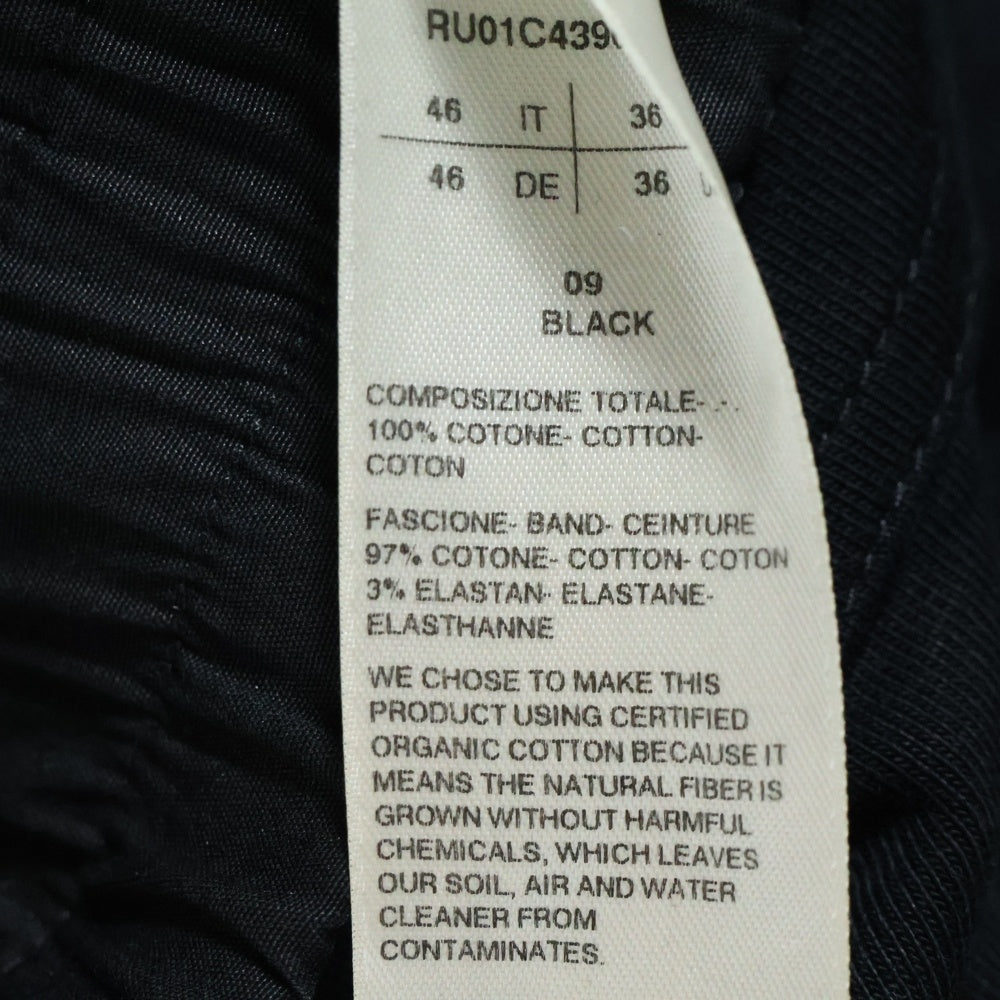 RU01C439
46 IT 36
46 DE 36
09
BLACK
COMPOSIZIONE TOTALE-
100% COTONE- COTTON-
COTON
FASCIONE- BAND- CEINTURE
97% COTONE- COTTON- COTON
3% ELASTAN- ELASTANE-
ELASTHANNE
WE CHOSE TO MAKE THIS
PRODUCT USING CERTIFIED
ORGANIC COTTON BECAUSE IT
MEANS THE NATURAL FIBER IS
GROWN WITHOUT HARMFUL
CHEMICALS, WHICH LEAVES
OUR SOIL, AIR AND WATER
CLEANER FROM
CONTAMINATES.